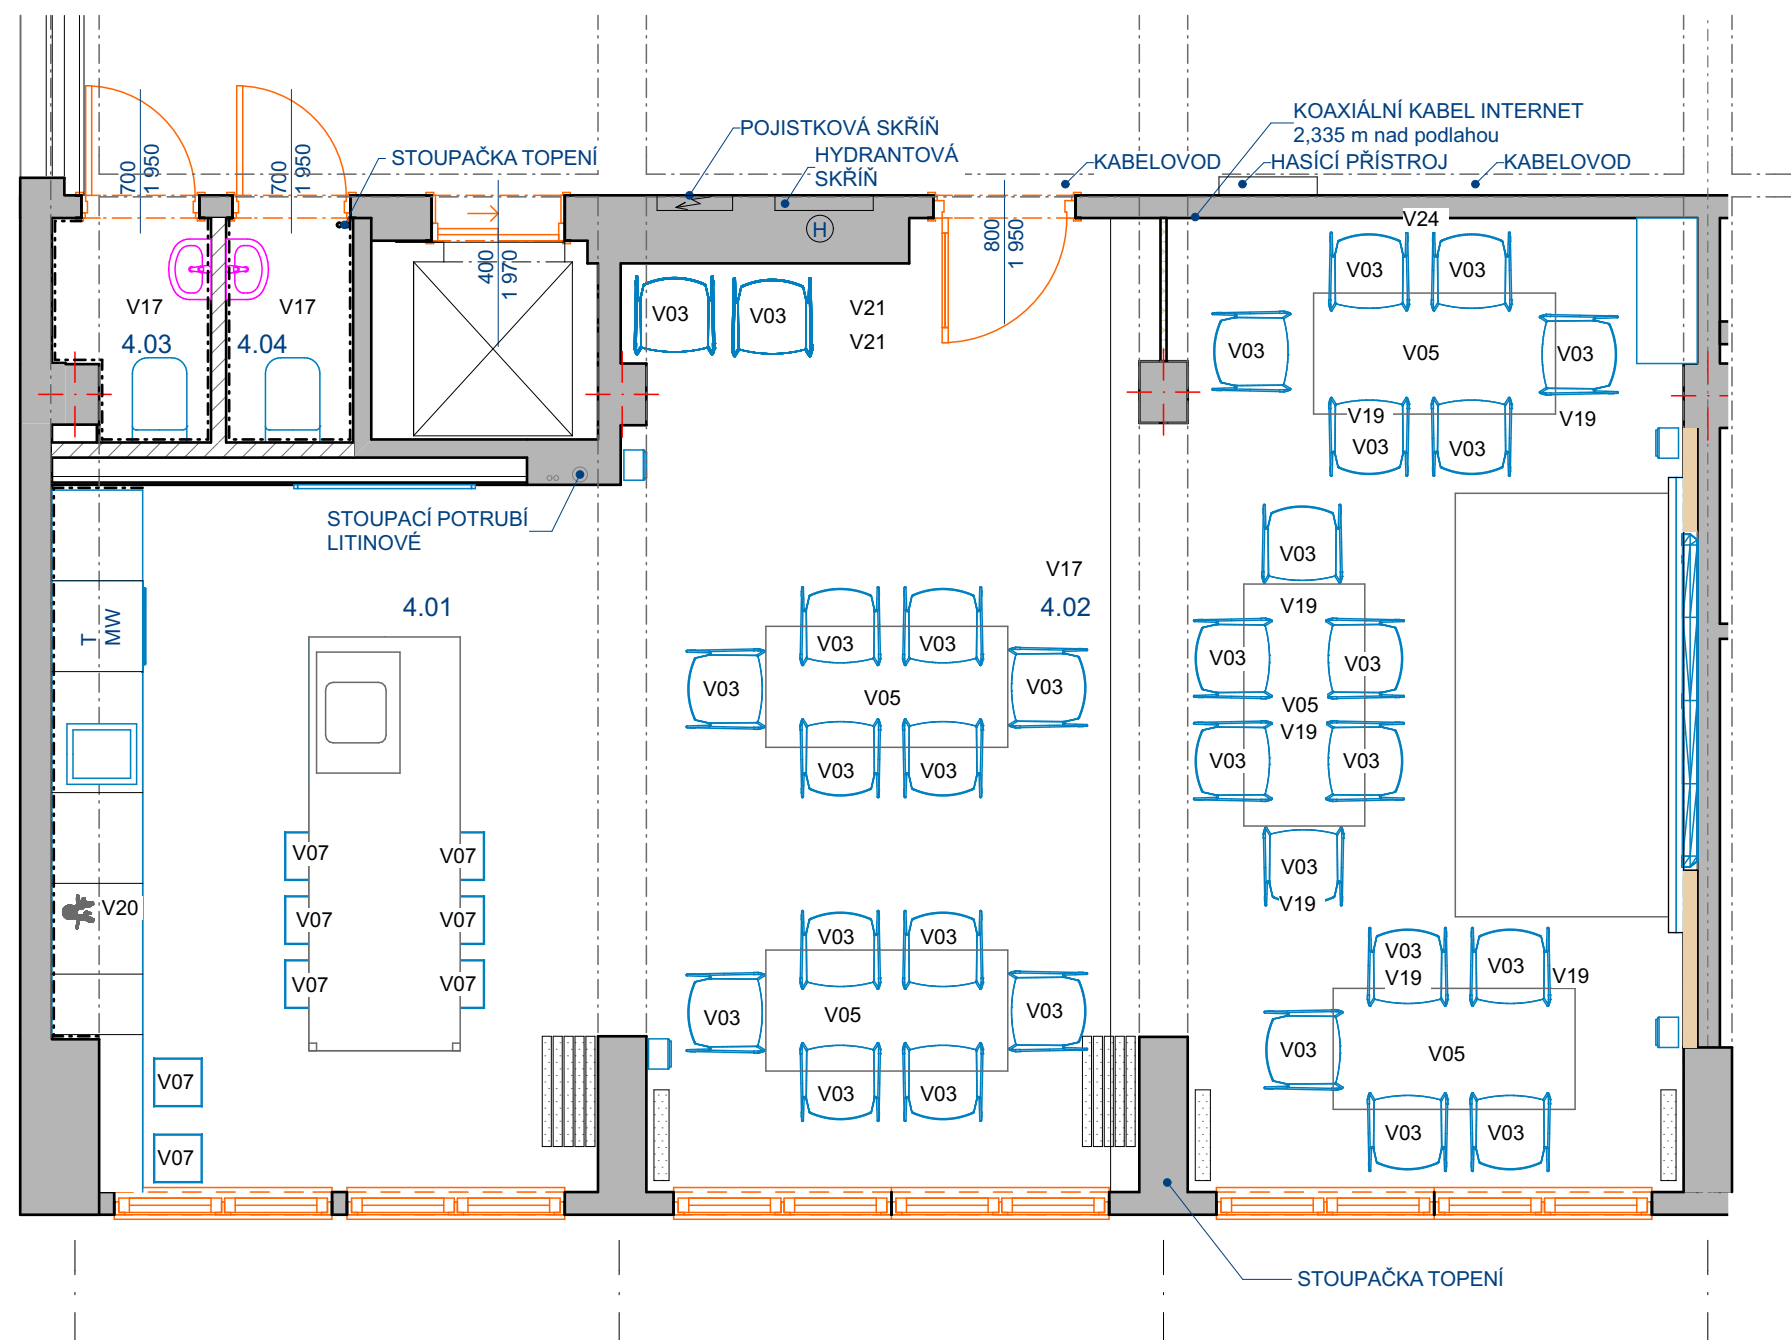 KOAXIÁLNÍ KABEL INTERNET
2,335 m nad podlahou
POJISTKOVÁ SKŘÍŇ
HYDRANTOVÁ
SKŘÍŇ
STOUPAČKA TOPENÍ
KABELOVOD
HASÍCÍ PŘÍSTROJ
KABELOVOD
700
1 950
700
1 950
400
1 970
800
1 950
H
V24
V03
V03
V17
V17
V03
V03
V21
V21
4.03
4.04
V03
V05
V03
V19
V19
V03
V03
STOUPACÍ POTRUBÍ
LITINOVÉ
V03
V17
4.01
4.02
V19
T
MW
V03
V03
V03
V03
V03
V05
V03
V03
V05
V19
V03
V03
V03
V03
V07
V07
V03
V19
V20
V07
V07
V03
V03
V03
V03
V07
V07
V19
V19
V03
V05
V03
V03
V05
V07
V03
V03
V03
V03
V07
STOUPAČKA TOPENÍ